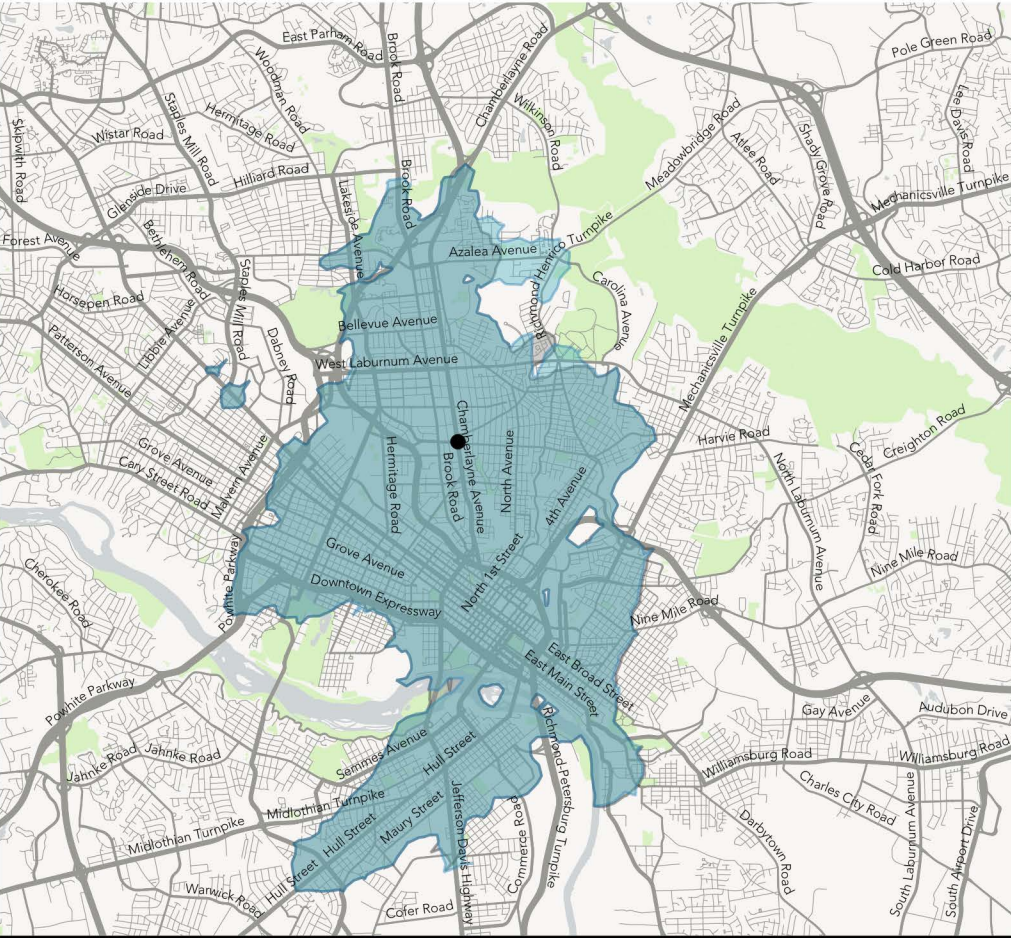 East Parham Road
Brook Road
Chamberlayne Road
Pole Green Road
Woodman Road
Staples Mill Road
Hermitage Road
Wilkinson Road
Meadowbridge Road
Atlee Road
Lee Davis Road
Shady Grove Road
Skipwith Road
Wistar Road
Hilliard Road
Glenside Drive
Lakeside Avenue
Brook Road
Mechanicsville Turnpike
Forest Avenue
Bethlehem Road
Azalea Avenue
Richmond Henrico Turnpike
Cold Harbor Road
Horsepen Road
Staples Mill Road
Carolina Avenue
Libbie Avenue
Patterson Avenue
Dabney Road
Bellevue Avenue
West Laburnum Avenue
Mechanicsville Turnpike
Chamberlayne Avenue
Harvie Road
Creighton Road
Grove Avenue
Cary Street Road
Malvern Avenue
Hermitage Road
Brook Road
North Avenue
4th Avenue
North Laburnum Avenue
Cedar Fork Road
Nine Mile Road
Cherokee Road
Powhite Parkway
Grove Avenue
Downtown Expressway
North 1st Street
Nine Mile Road
East Broad Street
East Main Street
Powhite Parkway
Gay Avenue
Audubon Drive
Jahnke Road
Jahnke Road
Semmes Avenue
Hull Street
Richmond-Petersburg Turnpike
Williamsburg Road
Williamsburg Road
Midlothian Turnpike
Midlothian Turnpike
Hull Street
Maury Street
Jefferson Davis Highway
Commerce Road
Charles City Road
Darbytown Road
South Laburnum Avenue
South Airport Drive
Warwick Road
Hull Street
Cofer Road